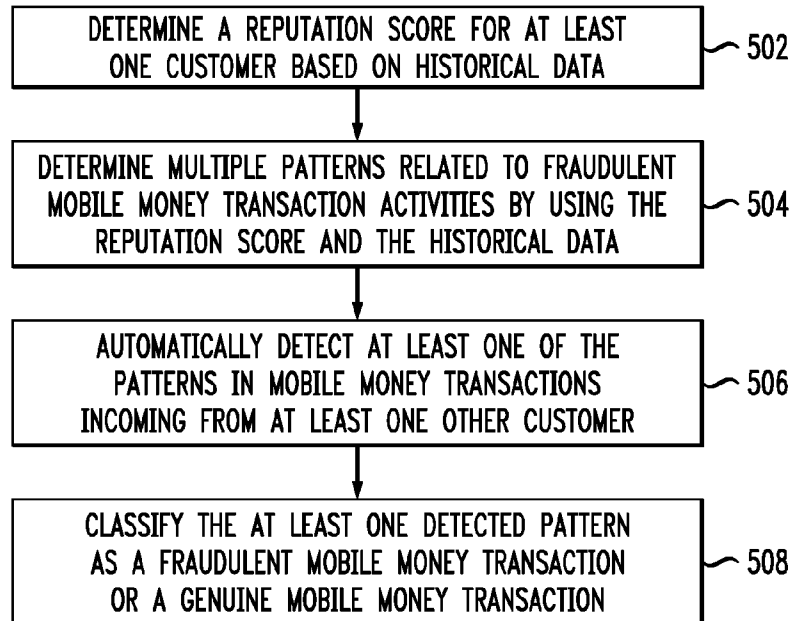 DETERMINE A REPUTATION SCORE FOR AT LEAST
ONE CUSTOMER BASED ON HISTORICAL DATA
502
DETERMINE MULTIPLE PATTERNS RELATED TO FRAUDULENT
MOBILE MONEY TRANSACTION ACTIVITIES BY USING THE
REPUTATION SCORE AND THE HISTORICAL DATA
504
AUTOMATICALLY DETECT AT LEAST ONE OF THE
PATTERNS IN MOBILE MONEY TRANSACTIONS
INCOMING FROM AT LEAST ONE OTHER CUSTOMER
506
CLASSIFY THE AT LEAST ONE DETECTED PATTERN
AS A FRAUDULENT MOBILE MONEY TRANSACTION
OR A GENUINE MOBILE MONEY TRANSACTION
508